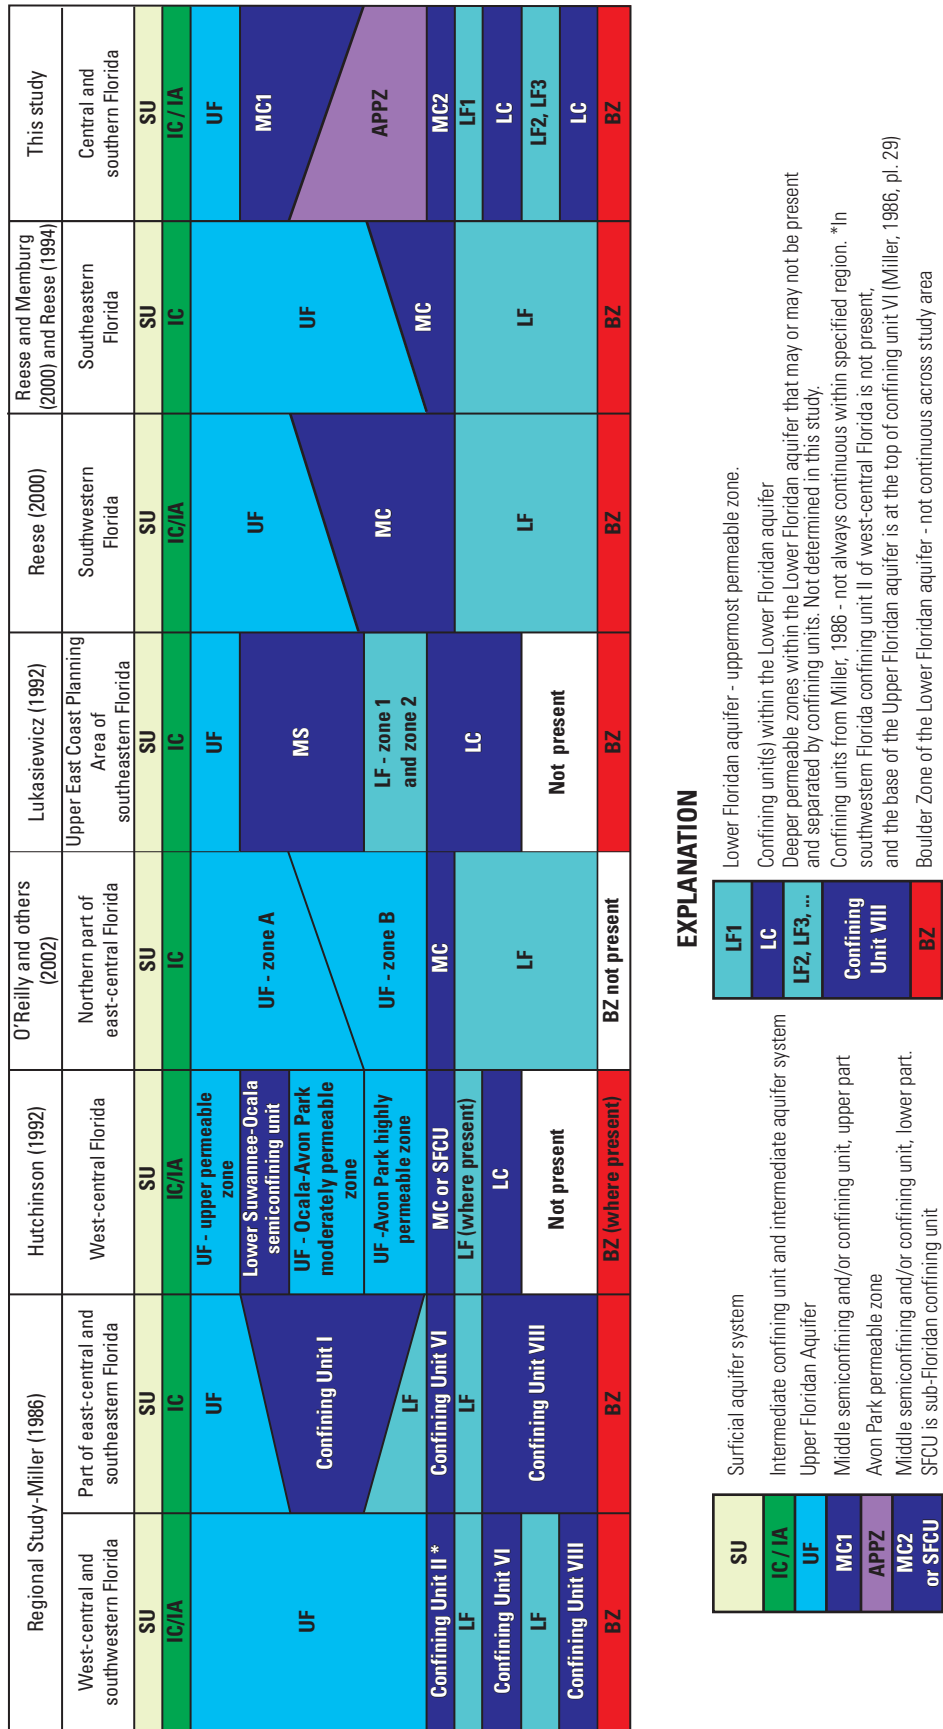 Regional Study-Miller (1986)
Hutchinson (1992)
O'Reilly and others
(2002)
Lukasiewicz (1992)
Reese (2000)
Reese and Memburg
(2000) and Reese (1994)
This study
West-central and
southwestern Florida
Part of east-central and
southeastern Florida
West-central Florida
Northern part of
east-central Florida
Upper East Coast Planning
Area of
southeastern Florida
Southwestern
Florida
Southeastern
Florida
Central and
southern Florida
SU
SU
SU
SU
SU
SU
SU
SU
IC/IA
IC
IC/IA
IC
IC
IC/IA
IC
IC / IA
UF
Confining Unit II *
LF
Confining Unit VI
LF
Confining Unit VIII
BZ
UF
Confining Unit I
LF
Confining Unit VI
LF
Confining Unit VIII
BZ
UF - upper permeable
zone
Lower Suwannee-Ocala
semiconfining unit
UF - Ocala-Avon Park
moderately permeable
zone
UF -Avon Park highly
permeable zone
MC or SFCU
LF (where present)
LC
Not present
BZ (where present)
UF - zone A
UF - zone B
MC
LF
BZ not present
UF
MS
LF - zone 1
and zone 2
LC
Not present
BZ
UF
MC
LF
BZ
UF
MC
LF
BZ
UF
MC1
APPZ
MC2
LF1
LC
LF2, LF3
LC
BZ
EXPLANATION
SU
Surficial aquifer system
IC / IA
Intermediate confining unit and intermediate aquifer system
UF
Upper Floridan Aquifer
MC1
Middle semiconfining and/or confining unit, upper part
APPZ
Avon Park permeable zone
MC2
or SFCU
Middle semiconfining and/or confining unit, lower part.
SFCU is sub-Floridan confining unit
LF1
Lower Floridan aquifer - uppermost permeable zone.
LC
Confining unit(s) within the Lower Floridan aquifer
LF2, LF3, ...
Deeper permeable zones within the Lower Floridan aquifer that may or may not be present
and separated by confining units. Not determined in this study.
Confining
Unit VIII
Confining units from Miller, 1986 - not always continuous within specified region. *In
southwestern Florida confining unit II of west-central Florida is not present,
and the base of the Upper Floridan aquifer is at the top of confining unit VI (Miller, 1986, pl. 29)
BZ
Boulder Zone of the Lower Floridan aquifer - not continuous across study area